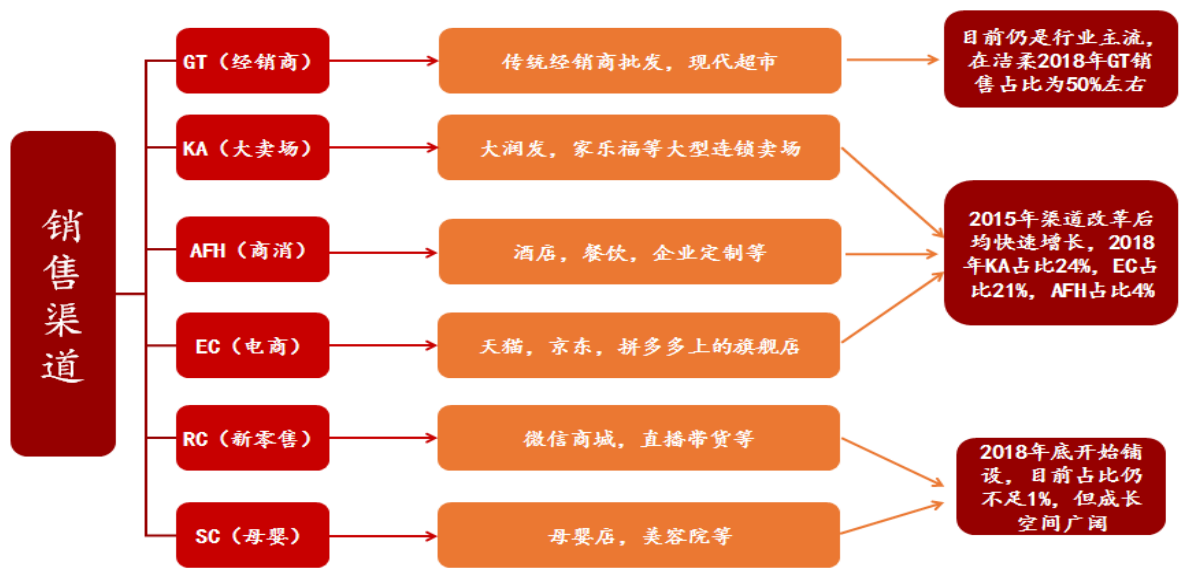 销售渠道
GT（经销商）
传统经销商批发，现代超市
目前仍是行业主流，
在洁柔2018年GT销
售占比为50%左右
KA（大卖场）
大润发，家乐福等大型连锁卖场
AFH（商消）
酒店，餐饮，企业定制等
EC（电商）
天猫，京东，拼多多上的旗舰店
2015年渠道改革后
均快速增长，2018
年KA占比24%，EC占
比21%，AFH占比4%
RC（新零售）
微信商城，直播带货等
SC（母婴）
母婴店，美容院等
2018年底开始铺
设，目前占比仍
不足1%，但成长
空间广阔